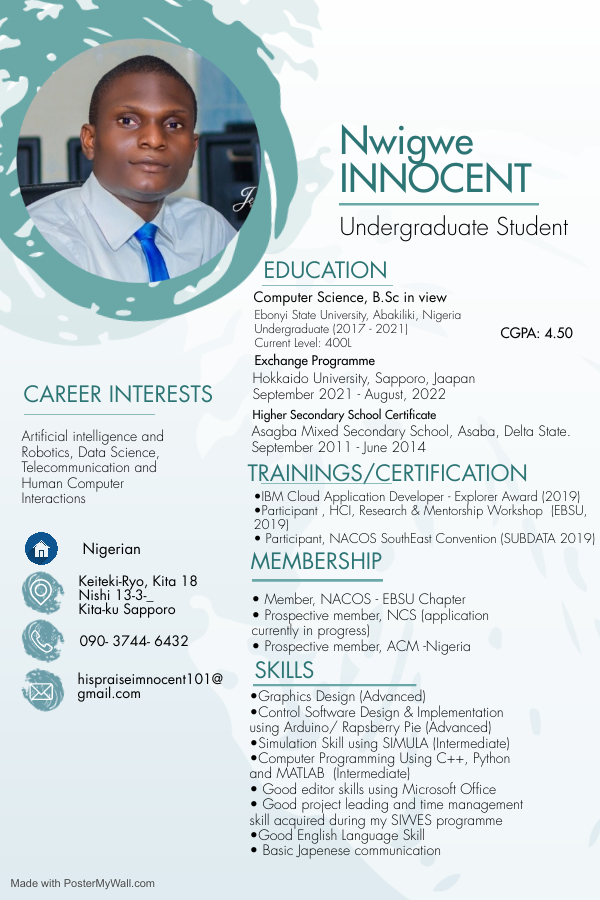 Nwigwe
INNOCENT
Undergraduate Student
EDUCATION
Computer Science, B.Sc in view
Ebonyi State University, Abakiliki, Nigeria
Undergraduate (2017 - 2021)
Current Level: 400L
CGPA: 4.50
Exchange Programme
Hokkaido University, Sapporo, Jaapan
September 2021 - August, 2022
Higher Secondary School Certificate
Asagba Mixed Secondary School, Asaba, Delta State.
September 2011 - June 2014
TRAININGS/CERTIFICATION
•IBM Cloud Application Developer - Explorer Award (2019)
•Participant , HCI, Research & Mentorship Workshop (EBSU,
2019)
• Participant, NACOS SouthEast Convention (SUBDATA 2019)
MEMBERSHIP
• Member, NACOS - EBSU Chapter
• Prospective member, NCS (application
currently in progress)
• Prospective member, ACM -Nigeria
SKILLS
•Graphics Design (Advanced)
•Control Software Design & Implementation
using Arduino/ Rapsberry Pie (Advanced)
•Simulation Skill using SIMULA (Intermediate)
•Computer Programming Using C++, Python
and MATLAB (Intermediate)
• Good editor skills using Microsoft Office
• Good project leading and time management
skill acquired during my SIWES programme
•Good English Language Skill
• Basic Japenese communication
CAREER INTERESTS
Artificial intelligence and
Robotics, Data Science,
Telecommunication and
Human Computer
Interactions
Nigerian
Keiteki-Ryo, Kita 18
Nishi 13-3-_
Kita-ku Sapporo
090- 3744- 6432
hispraiseimnocent101@
gmail.com
Made with PosterMyWall.com